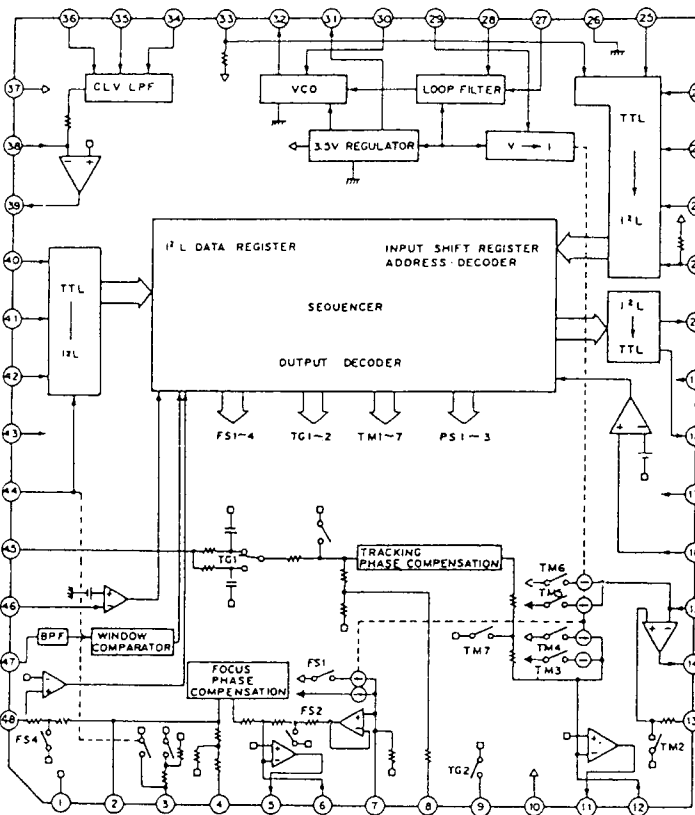 36 35 34 33 32 31 30 29 28 27 26 25
37
CLV LPF
VCO
LOOP FILTER
TTL
I²L
38
3.5V REGULATOR
V → I
39
I²L DATA REGISTER
INPUT SHIFT REGISTER
ADDRESS·DECODER
40
TTL
I²L
SEQUENCER
I²L
TTL
41
OUTPUT DECODER
42
43
FS1~4
TG1~2
TM1~7
PS1~3
44
45
TG1
TRACKING
PHASE COMPENSATION
TM6
46
TM5
47
BPF
WINDOW
COMPARATOR
TM7
TM4
14
FOCUS
PHASE
COMPENSATION
FS1
TM3
48
FS4
FS2
13
TM2
TG2
1 2 3 4 5 6 7 8 9 10 11 12